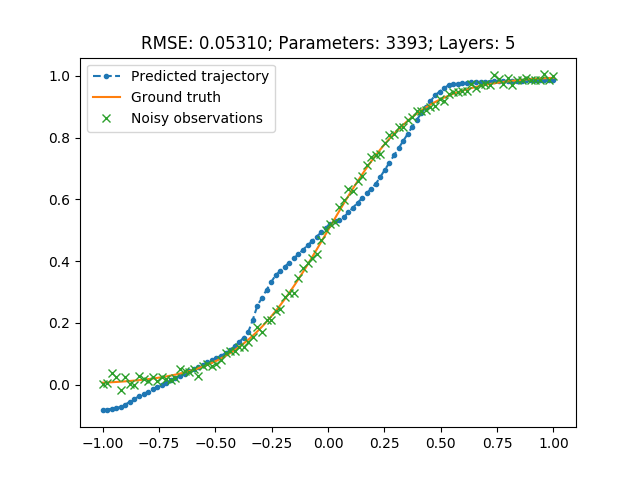 RMSE: 0.05310; Parameters: 3393; Layers: 5
Predicted trajectory
Ground truth
Noisy observations
1.0
0.8
0.6
0.4
0.2
0.0
−1.00 −0.75 −0.50 −0.25 0.00 0.25 0.50 0.75 1.00